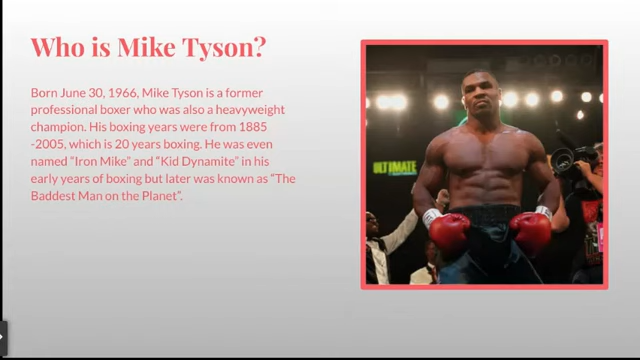 Who is Mike Tyson?
Born June 30, 1966, Mike Tyson is a former
professional boxer who was also a heavyweight
champion. His boxing years were from 1885
-2005, which is 20 years boxing. He was even
named “Iron Mike” and “Kid Dynamite” in his
early years of boxing but later was known as “The
Baddest Man on the Planet”.
ULTIMATE